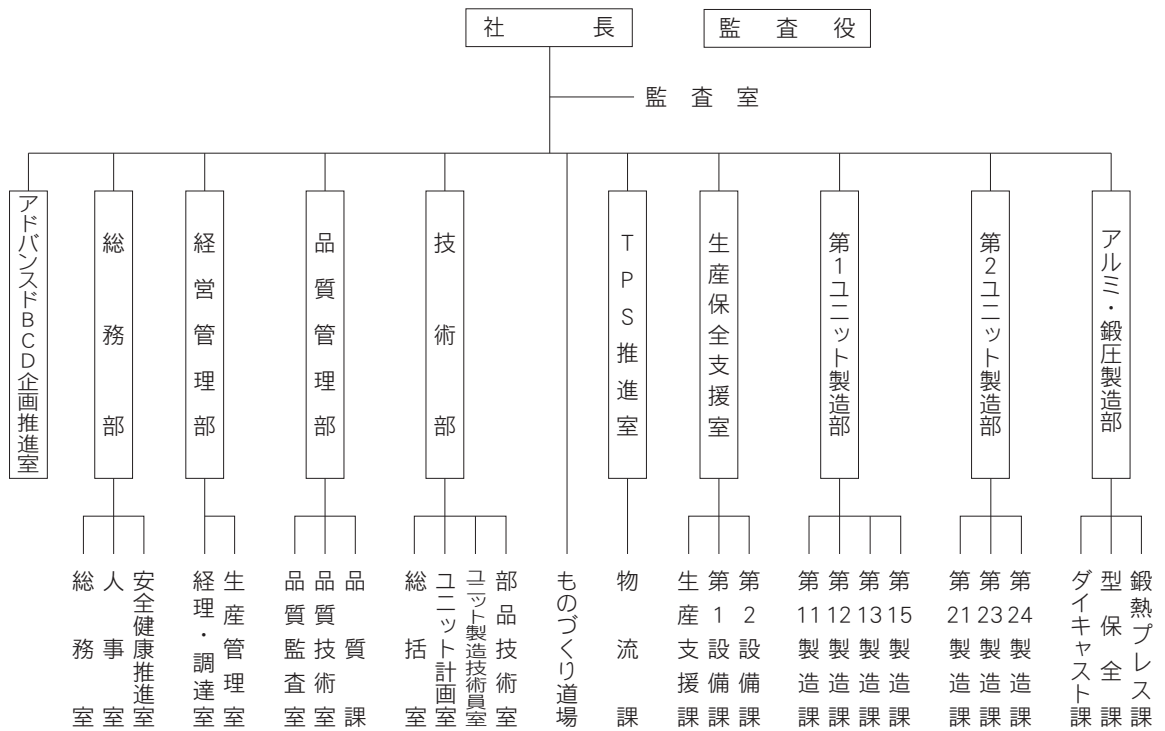 社長
監査役
監査室
アドバンスドBCD企画推進室
総務部
経営管理部
品質管理部
技術部
TPS推進室
生産保全支援室
第1ユニット製造部
第2ユニット製造部
アルミ・鍛圧製造部
総務室
人事室
安全健康推進室
経理・調達室
生産管理室
品質監査室
品質技術室
品質課
総括室
ユニット計画室
ユニット製造技術員室
部品技術室
ものづくり道場
物流課
生産支援課
第1設備課
第2設備課
第11製造課
第12製造課
第13製造課
第15製造課
第21製造課
第23製造課
第24製造課
ダイキャスト課
型保全課
鍛熱プレス課